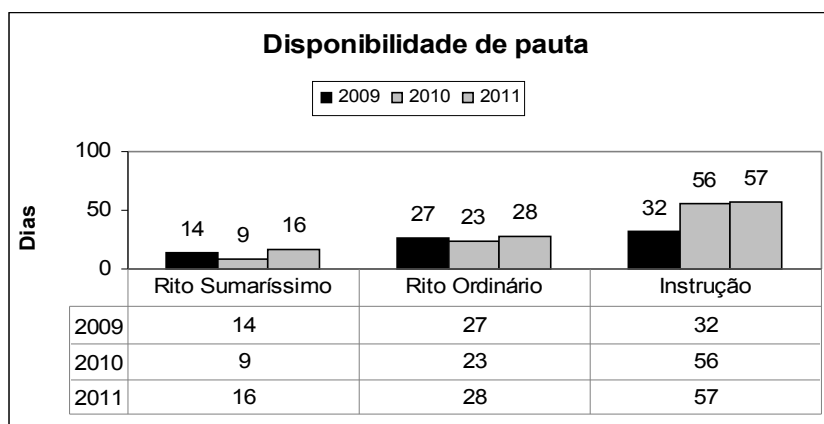 Disponibilidade de pauta
2009 2010 2011
Dias
100
50
0
14 9 16 27 23 28 32 56 57
Rito Sumaríssimo Rito Ordinário Instrução
2009 14 27 32
2010 9 23 56
2011 16 28 57